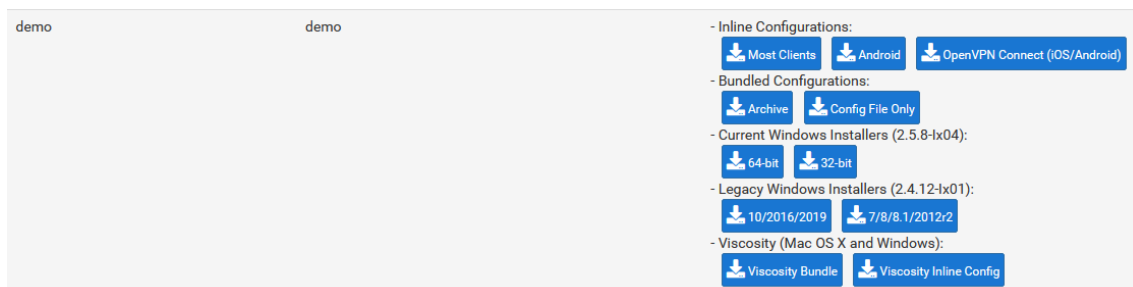 demo demo - Inline Configurations:
Most Clients Android OpenVPN Connect (iOS/Android)
- Bundled Configurations:
Archive Config File Only
- Current Windows Installers (2.5.8-Ix04):
64-bit 32-bit
- Legacy Windows Installers (2.4.12-Ix01):
10/2016/2019 7/8/8.1/2012r2
- Viscosity (Mac OS X and Windows):
Viscosity Bundle Viscosity Inline Config